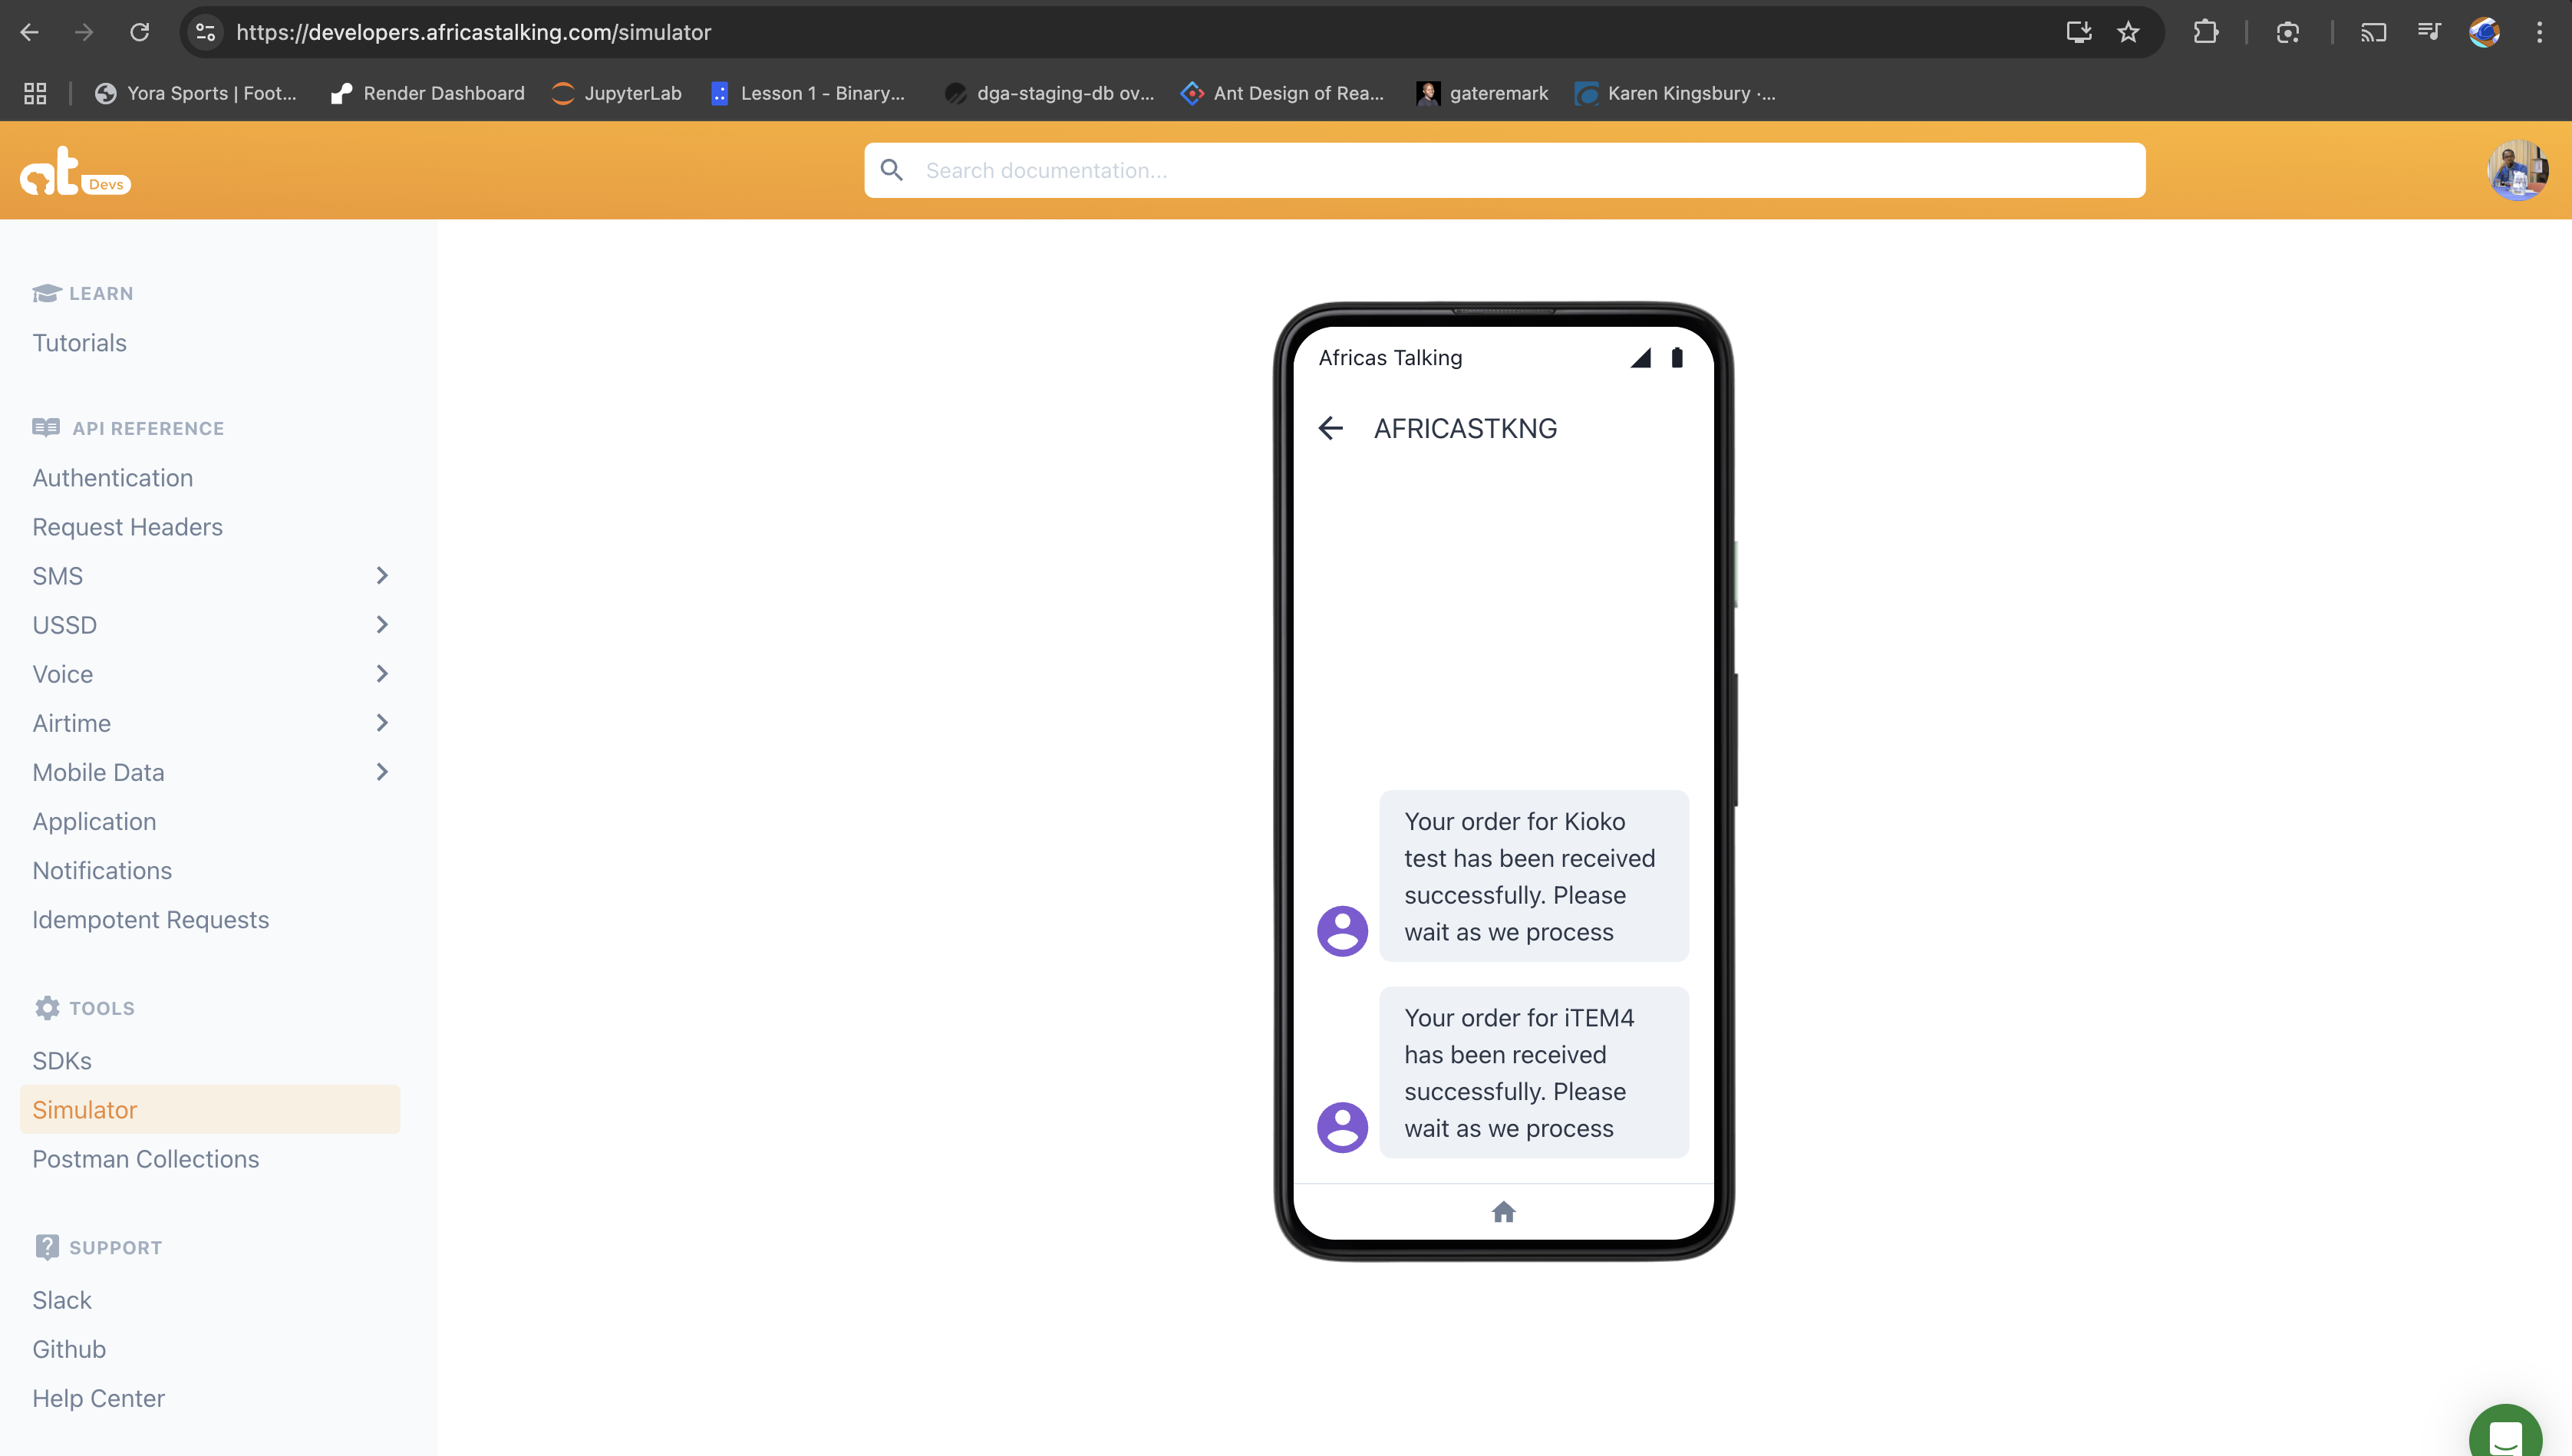 https://developers.africastalking.com/simulator
Yora Sports | Foot...
Render Dashboard
JupyterLab
Lesson 1 - Binary...
dga-staging-db ov...
Ant Design of Rea...
gateremark
Karen Kingsbury ·...
at Devs
Search documentation...
LEARN
Tutorials
API REFERENCE
Authentication
Request Headers
SMS
USSD
Voice
Airtime
Mobile Data
Application
Notifications
Idempotent Requests
TOOLS
SDKs
Simulator
Postman Collections
SUPPORT
Slack
Github
Help Center
Africas Talking
AFRICASTKNG
Your order for Kioko
test has been received
successfully. Please
wait as we process
Your order for iTEM4
has been received
successfully. Please
wait as we process